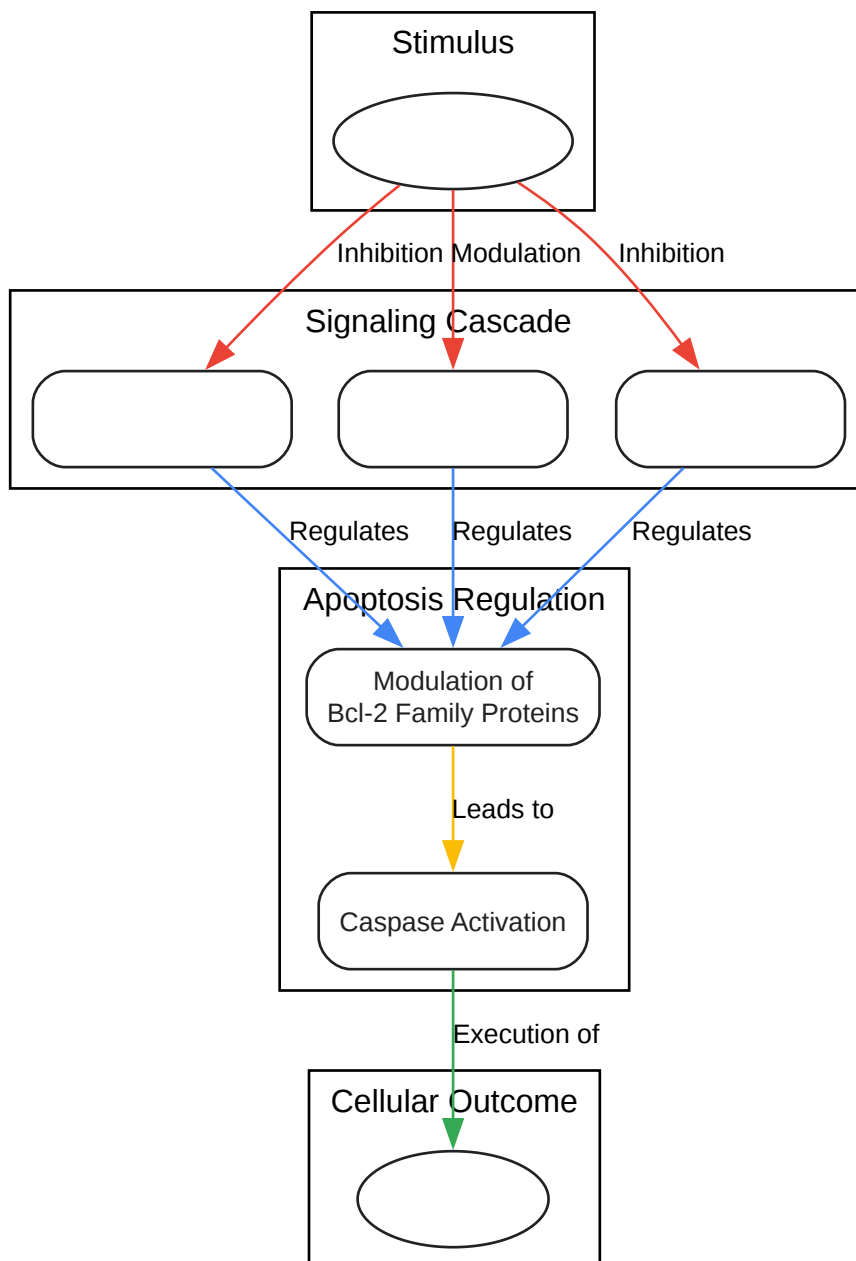 Stimulus
Inhibition
Modulation
Inhibition
Signaling Cascade
Regulates
Regulates
Regulates
Apoptosis Regulation
Modulation of
Bcl-2 Family Proteins
Leads to
Caspase Activation
Execution of
Cellular Outcome